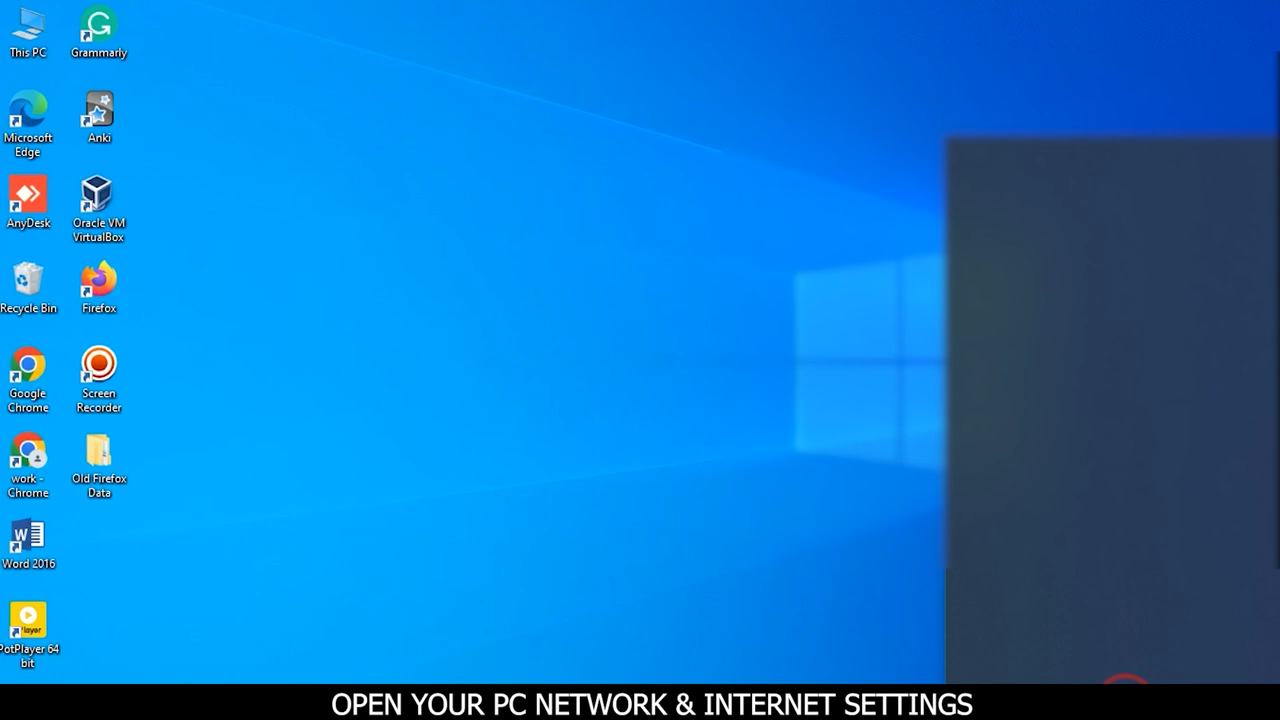 This PC
Grammarly
Microsoft
Edge
Anki
AnyDesk
Oracle VM
VirtualBox
Recycle Bin
Firefox
Google
Chrome
Screen
Recorder
work -
Chrome
Old Firefox
Data
W
Word 2016
Player
PotPlayer 64
bit
OPEN YOUR PC NETWORK & INTERNET SETTINGS